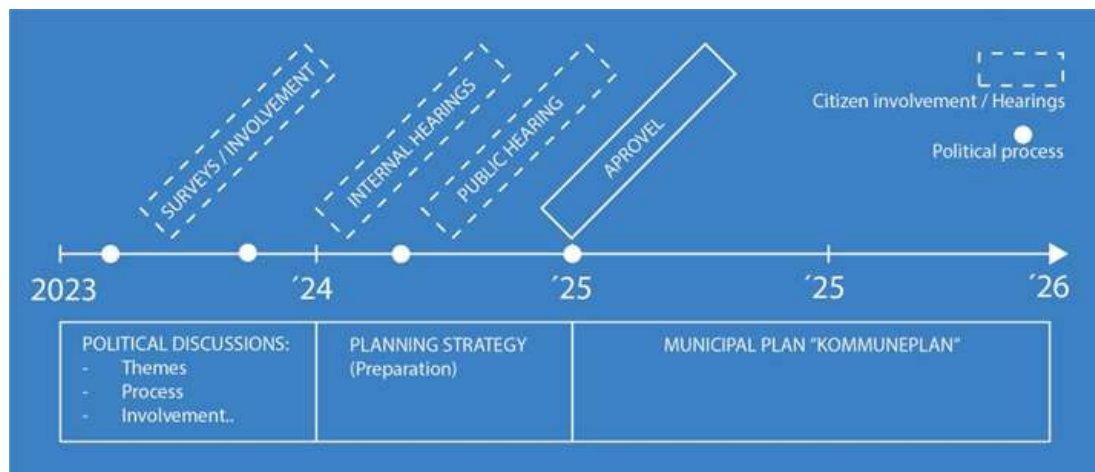 SURVEYS / INVOLVEMENT
INTERNAL HEARINGS
PUBLIC HEARING
APROVEL
Citizen involvement / Hearings
Political process
2023
´24
´25
´25
´26
POLITICAL DISCUSSIONS:
- Themes
- Process
- Involvement..
PLANNING STRATEGY
(Preparation)
MUNICIPAL PLAN "KOMMUNEPLAN"